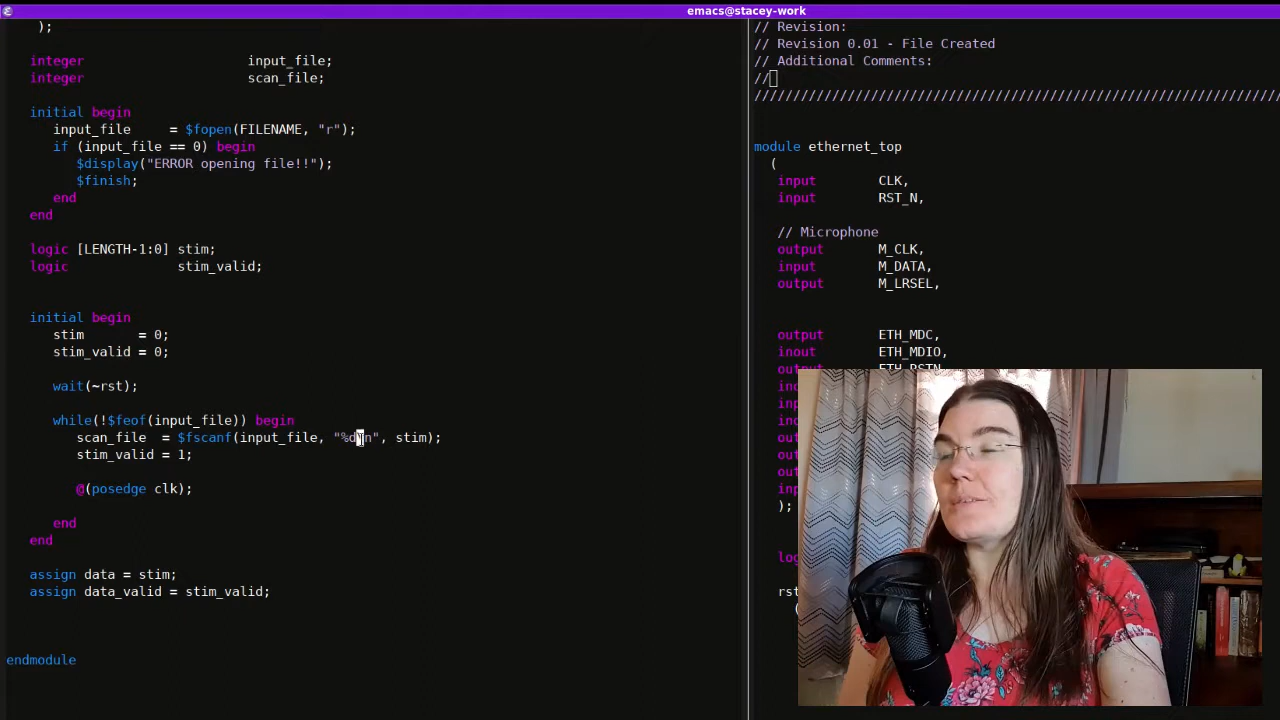 emacs@stacey-work
);
integer input_file;
integer scan_file;
initial begin
input_file = $fopen(FILENAME, "r");
if (input_file == 0) begin
$display("ERROR opening file!!");
$finish;
end
end
logic [LENGTH-1:0] stim;
logic stim_valid;
initial begin
stim = 0;
stim_valid = 0;
wait(~rst);
while(!$feof(input_file)) begin
scan_file = $fscanf(input_file, "%d\n", stim);
stim_valid = 1;
@(posedge clk);
end
end
assign data = stim;
assign data_valid = stim_valid;
endmodule
// Revision:
// Revision 0.01 - File Created
// Additional Comments:
//
////////////////////////////////////////////////////////////////////
module ethernet_top
(
input CLK,
input RST_N,
// Microphone
output M_CLK,
input M_DATA,
output M_LRSEL,
output ETH_MDC,
inout ETH_MDIO,
);